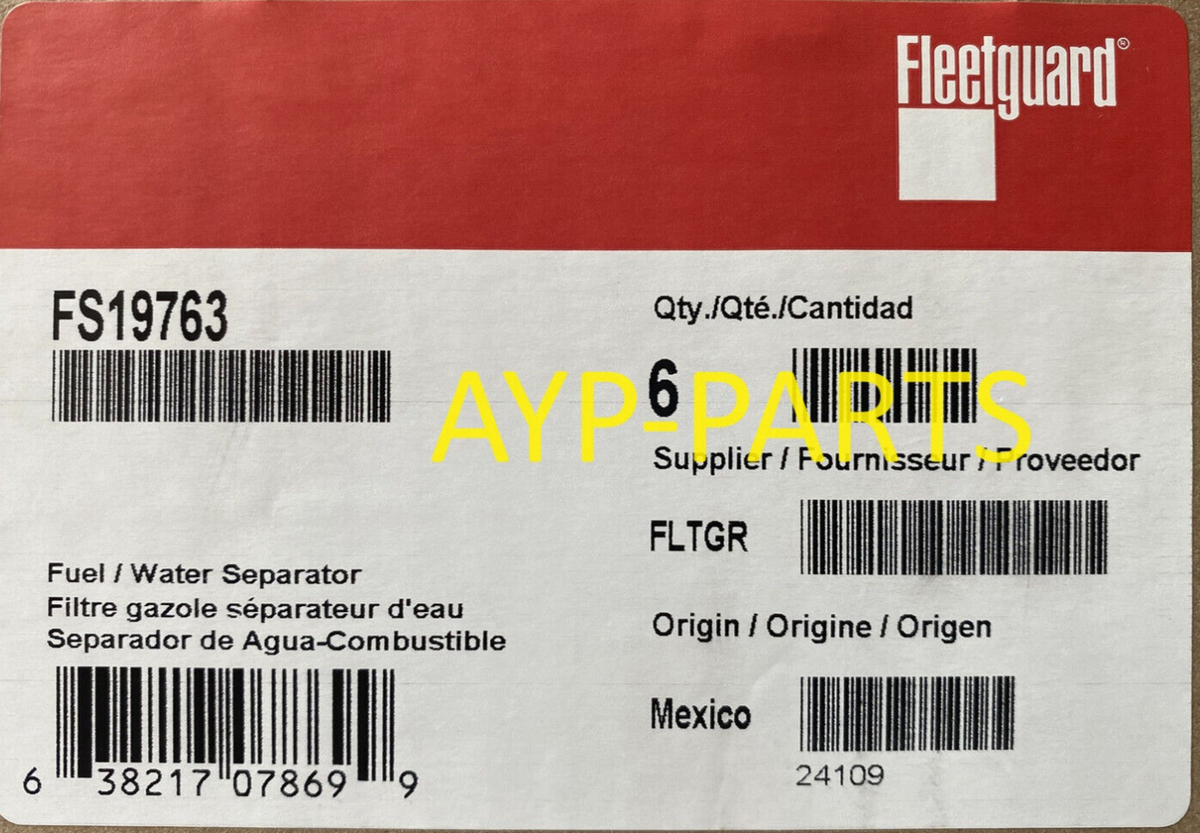 Fleetguard®
FS19763
Qty./Qté./Cantidad
6
AYP-PARTS
Supplier / Fournisseur / Proveedor
FLTGR
Fuel / Water Separator
Filtre gazole séparateur d'eau
Separador de Agua-Combustible
Origin / Origine / Origen
Mexico
24109
6 38217 07869 9